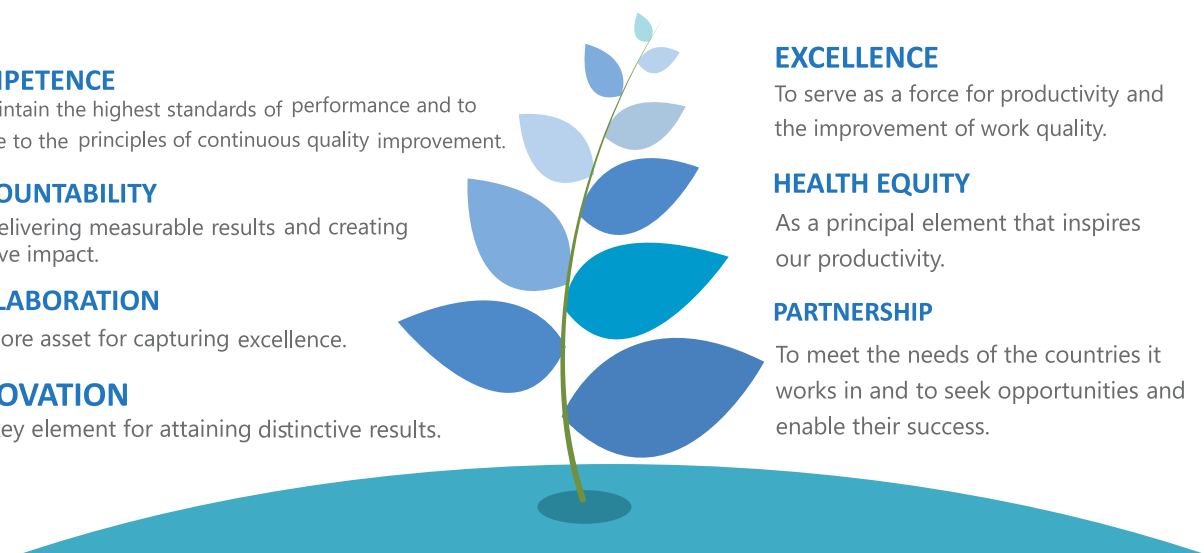 MPETENCE
intain the highest standards of performance and to
e to the principles of continuous quality improvement.
OUNTABILITY
elivering measurable results and creating
ve impact.
LABORATION
ore asset for capturing excellence.
OVATION
ey element for attaining distinctive results.
EXCELLENCE
To serve as a force for productivity and
the improvement of work quality.
HEALTH EQUITY
As a principal element that inspires
our productivity.
PARTNERSHIP
To meet the needs of the countries it
works in and to seek opportunities and
enable their success.